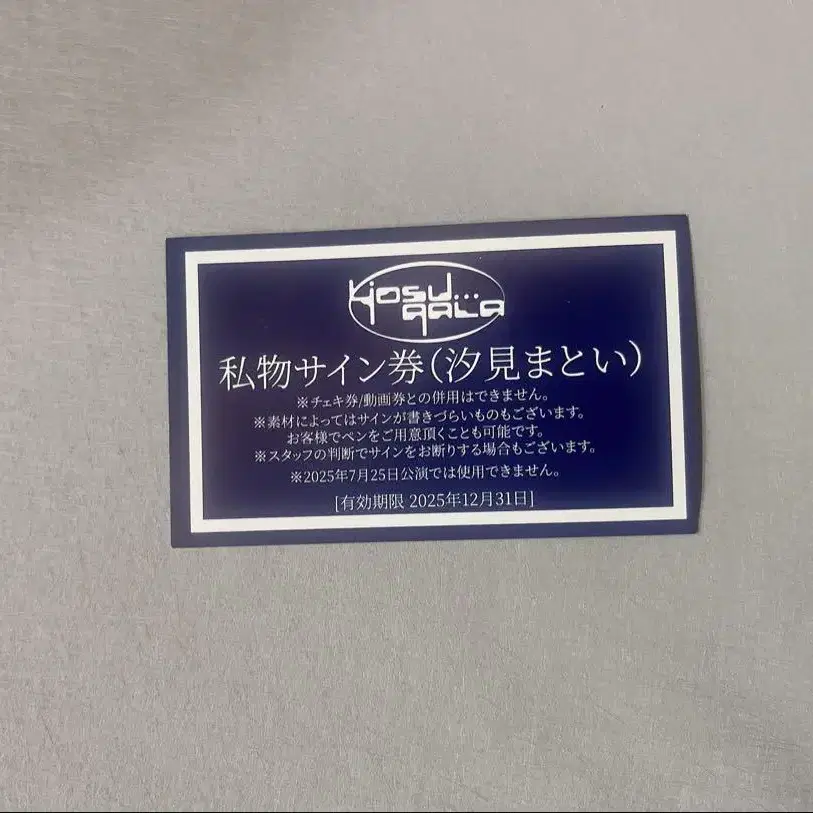 kiosu...
qala
私物サイン券(汐見まとい)
※チェキ券/動画券との併用はできません。
※素材によってはサインが書きづらいものもございます。
お客様でペンをご用意頂くことも可能です。
※スタッフの判断でサインをお断りする場合もございます。
※2025年7月25日公演では使用できません。
[有効期限 2025年12月31日]